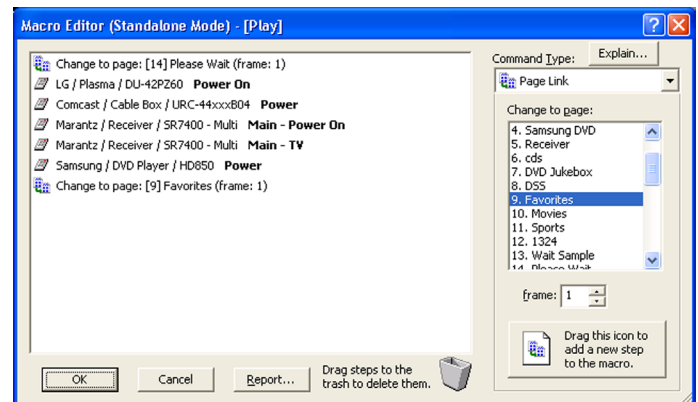 Macro Editor (Standalone Mode) - [Play]
Change to page: [14] Please Wait (frame: 1)
LG / Plasma / DU-42PZ60 Power On
Comcast / Cable Box / URC-44xxxB04 Power
Marantz / Receiver / SR7400 - Multi Main - Power On
Marantz / Receiver / SR7400 - Multi Main - TV
Samsung / DVD Player / HD850 Power
Change to page: [9] Favorites (frame: 1)
Command Type:
Explain...
Page Link
Change to page:
4. Samsung DVD
5. Receiver
6. cds
7. DVD Jukebox
8. DSS
9. Favorites
10. Movies
11. Sports
12. 1324
13. Wait Sample
14. Please Wait
frame: 1
Drag this icon to
add a new step
to the macro.
OK
Cancel
Report...
Drag steps to the
trash to delete them.